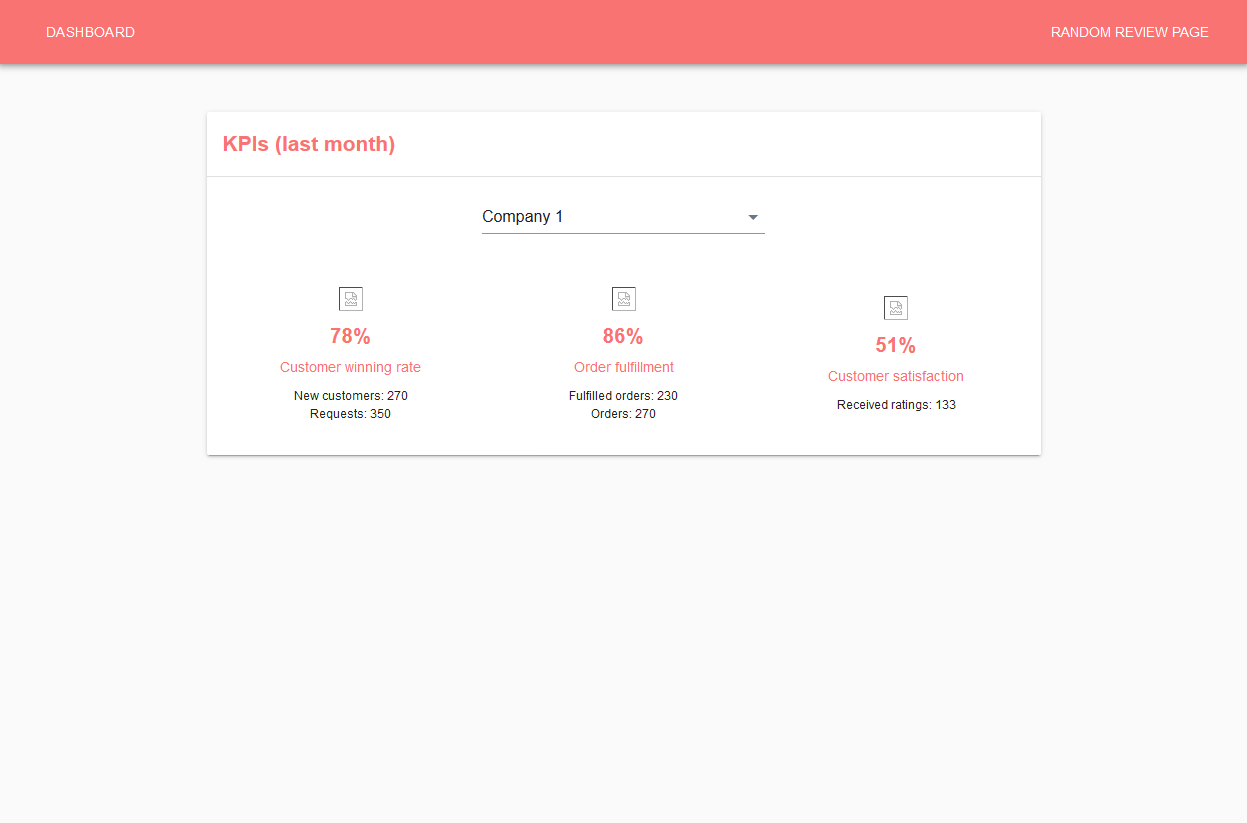 DASHBOARD
RANDOM REVIEW PAGE
KPIs (last month)
Company 1
78%
Customer winning rate
New customers: 270
Requests: 350
86%
Order fulfillment
Fulfilled orders: 230
Orders: 270
51%
Customer satisfaction
Received ratings: 133